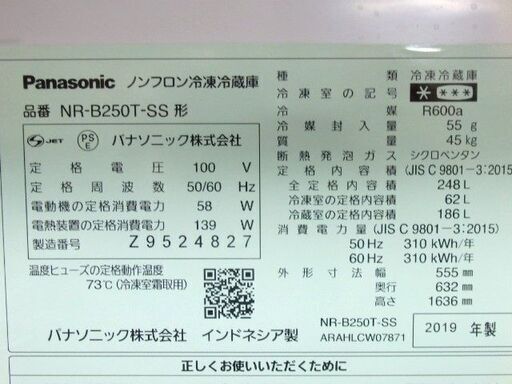 Panasonic ノンフロン冷凍冷蔵庫
品番 NR-B250T-SS 形
S JET PS E パナソニック株式会社
定格電圧 100 V
定格周波数 50/60 Hz
電動機の定格消費電力 58 W
電熱装置の定格消費電力 139 W
製造番号 Z9524827
温度ヒューズの定格動作温度
73℃(冷凍室霜取用)
パナソニック株式会社 インドネシア製
種類 冷凍冷蔵庫
冷凍室の記号 * ***
冷媒 R600a
冷媒封入量 55 g
質量 45 kg
断熱発泡ガス シクロペンタン
定格内容積 (JIS C 9801-3:2015)
全定格内容積 248 L
冷凍室の定格内容積 62 L
冷蔵室の定格内容積 186 L
消費電力量 (JIS C 9801-3:2015)
50 Hz 310 kWh/年
60 Hz 310 kWh/年
外形寸法 幅 555 mm
奥行 632 mm
高さ 1636 mm
NR-B250T-SS
ARAHLCW07871
2019 年製
正しくお使いいただくために